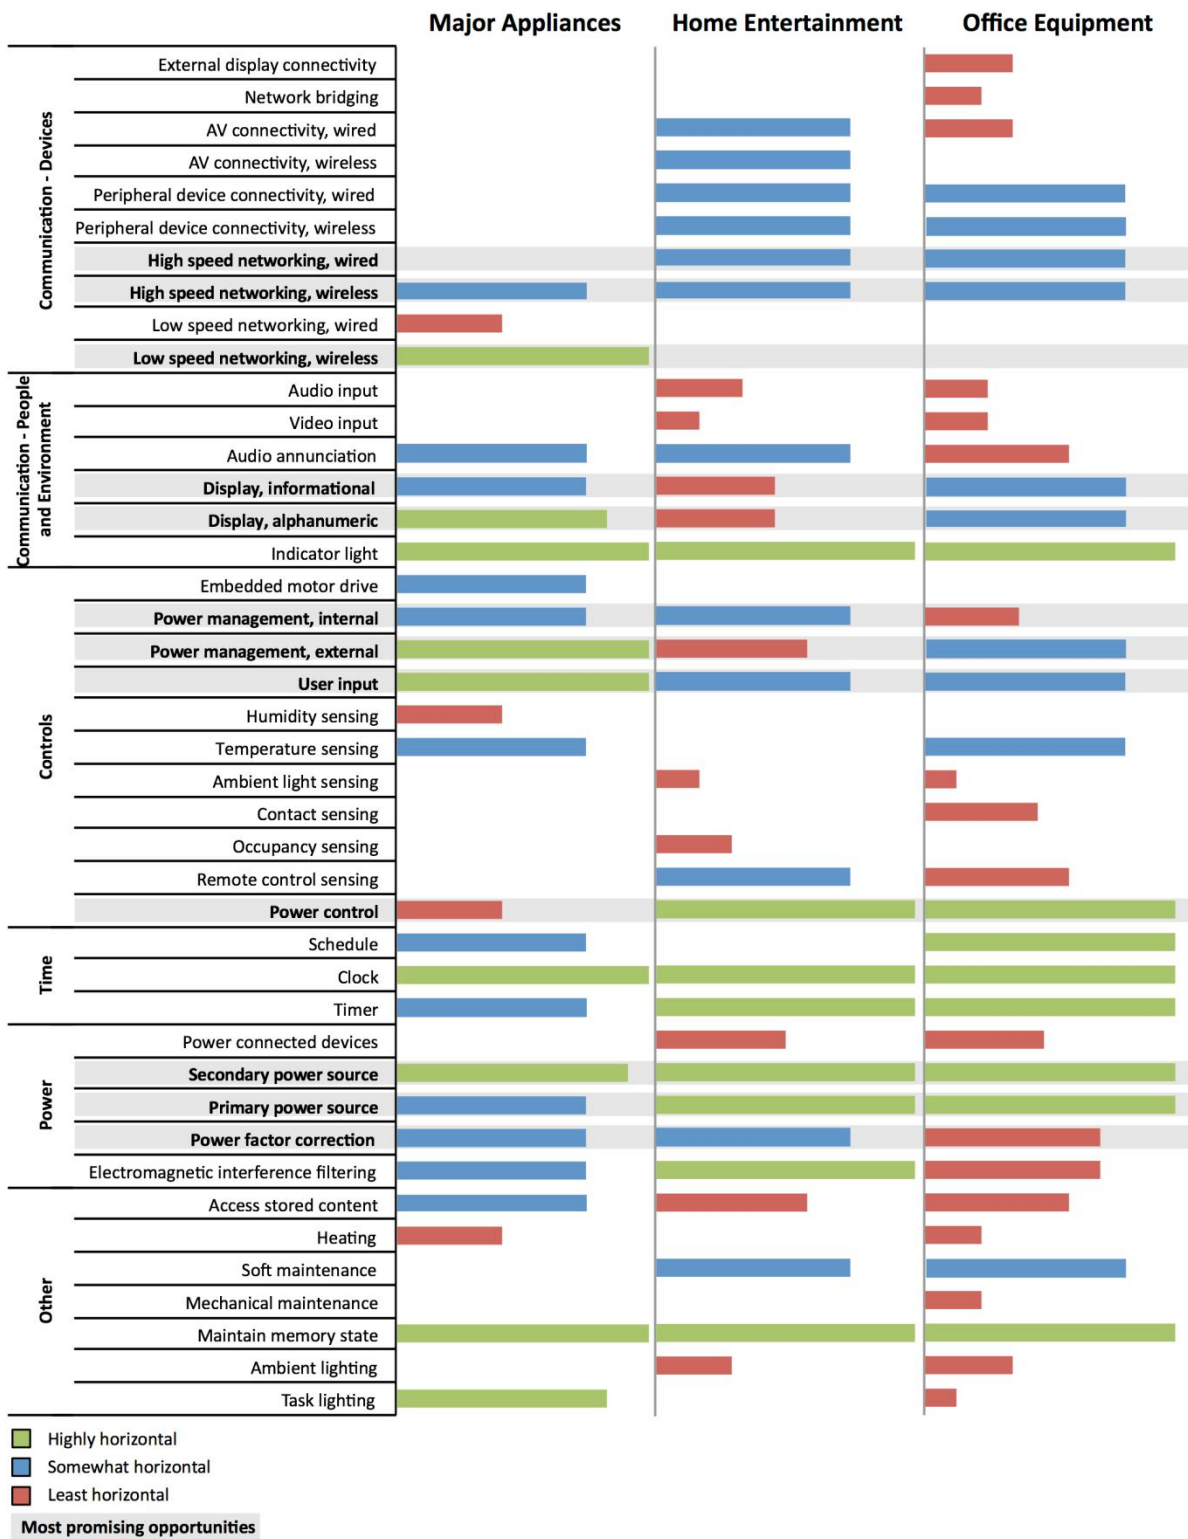 Major Appliances Home Entertainment Office Equipment
Communication - Devices
External display connectivity
Network bridging
AV connectivity, wired
AV connectivity, wireless
Peripheral device connectivity, wired
Peripheral device connectivity, wireless
High speed networking, wired
High speed networking, wireless
Low speed networking, wired
Low speed networking, wireless
Communication - People
and Environment
Audio input
Video input
Audio annunciation
Display, informational
Display, alphanumeric
Indicator light
Controls
Embedded motor drive
Power management, internal
Power management, external
User input
Humidity sensing
Temperature sensing
Ambient light sensing
Contact sensing
Occupancy sensing
Remote control sensing
Power control
Time
Schedule
Clock
Timer
Power
Power connected devices
Secondary power source
Primary power source
Power factor correction
Electromagnetic interference filtering
Other
Access stored content
Heating
Soft maintenance
Mechanical maintenance
Maintain memory state
Ambient lighting
Task lighting
Highly horizontal
Somewhat horizontal
Least horizontal
Most promising opportunities